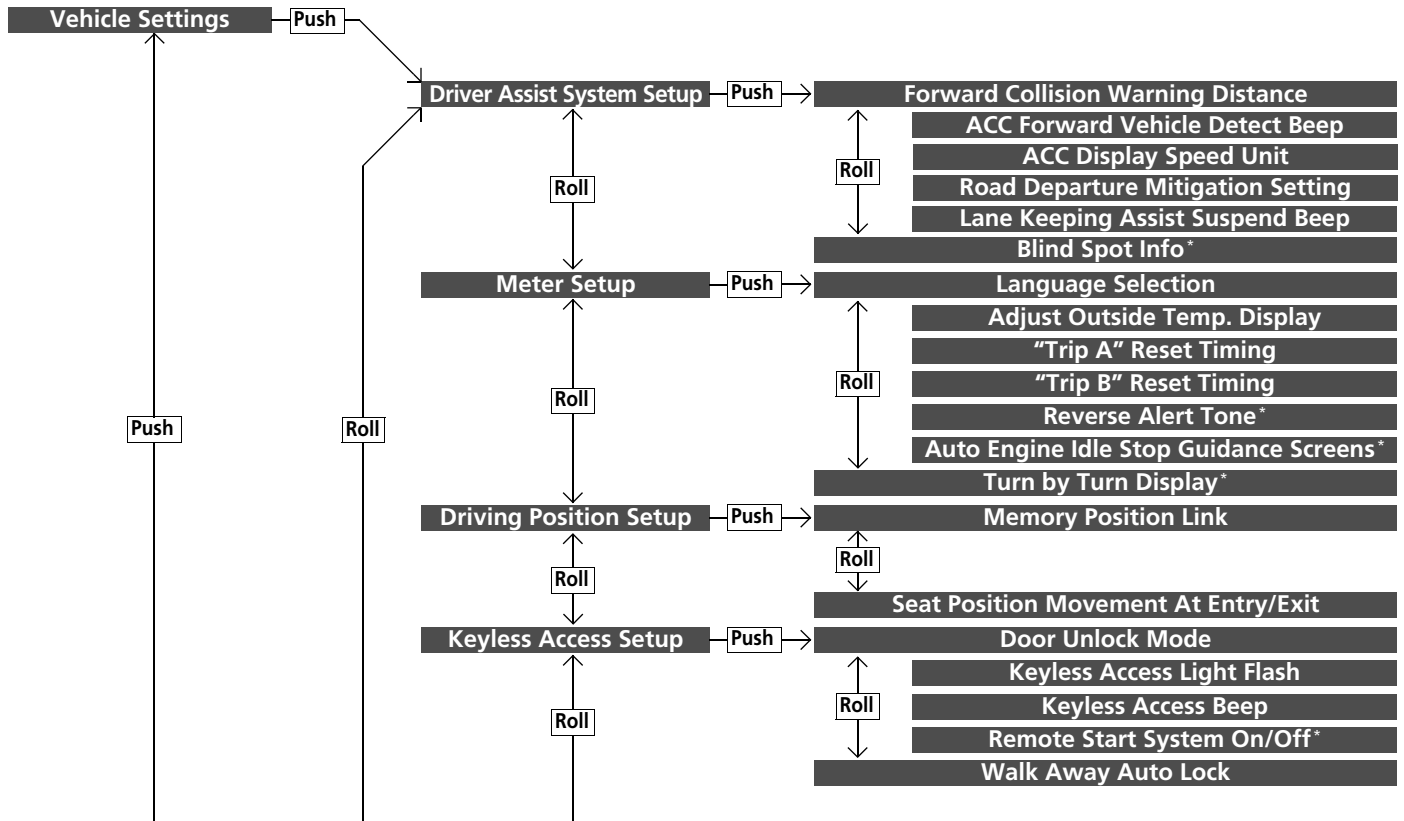 Vehicle Settings Push
Driver Assist System Setup Push Forward Collision Warning Distance
ACC Forward Vehicle Detect Beep
ACC Display Speed Unit
Roll Roll
Road Departure Mitigation Setting
Lane Keeping Assist Suspend Beep
Blind Spot Info*
Meter Setup Push Language Selection
Adjust Outside Temp. Display
“Trip A” Reset Timing
“Trip B” Reset Timing
Roll Roll
Reverse Alert Tone*
Push Roll
Auto Engine Idle Stop Guidance Screens*
Turn by Turn Display*
Driving Position Setup Push Memory Position Link
Roll Roll
Seat Position Movement At Entry/Exit
Keyless Access Setup Push Door Unlock Mode
Keyless Access Light Flash
Roll Roll
Keyless Access Beep
Remote Start System On/Off*
Walk Away Auto Lock